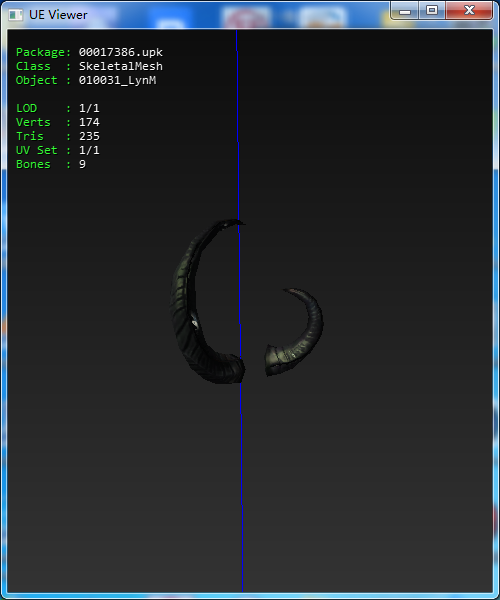 UE Viewer
Package: 00017386.upk
Class : SkeletalMesh
Object : 010031_LynM
LOD : 1/1
Verts : 174
Tris : 235
UV Set : 1/1
Bones : 9